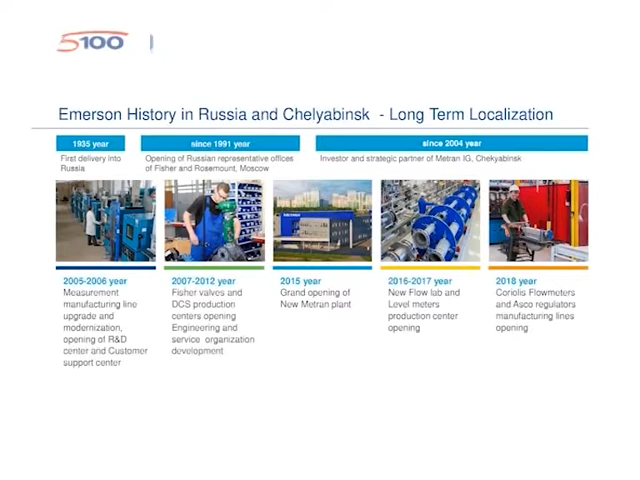 5100
Emerson History in Russia and Chelyabinsk - Long Term Localization
1935 year
First delivery into
Russia
since 1991 year
Opening of Russian representative offices
of Fisher and Rosemount, Moscow
since 2004 year
Investor and strategic partner of Metran IG, Chekyabinsk
2005-2006 year
Measurement
manufacturing line
upgrade and
modernization,
opening of R&D
center and Customer
support center
2007-2012 year
Fisher valves and
DCS production
centers opening
Engineering and
service organization
development
2015 year
Grand opening of
New Metran plant
2016-2017 year
New Flow lab and
Level meters
production center
opening
2018 year
Coriolis Flowmeters
and Asco regulators
manufacturing lines
opening